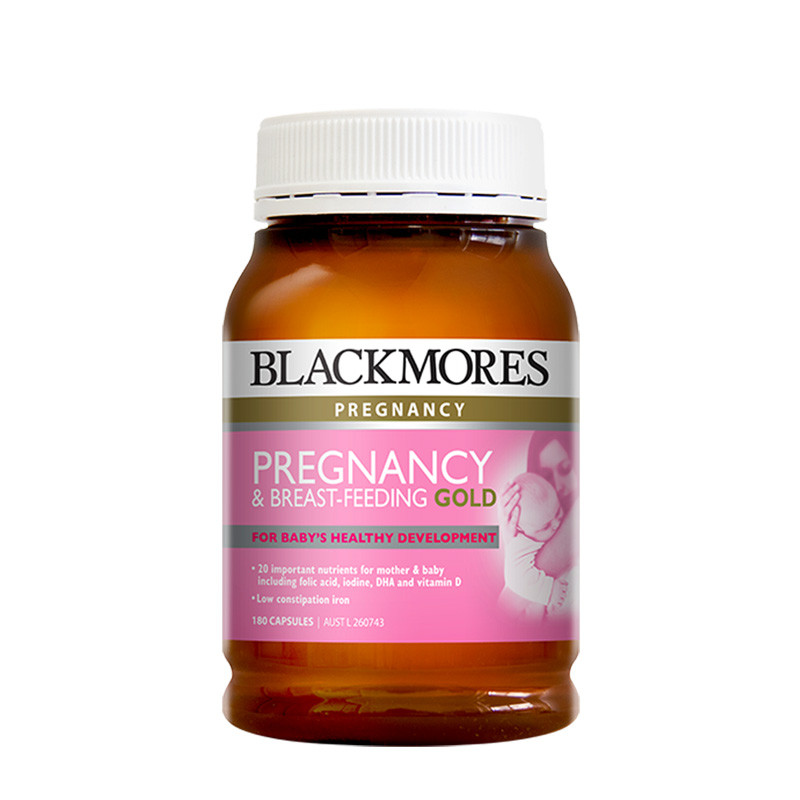 BLACKMORES
PREGNANCY
PREGNANCY
& BREAST-FEEDING GOLD
FOR BABY'S HEALTHY DEVELOPMENT
• 20 important nutrients for mother & baby
including folic acid, iodine, DHA and vitamin D
• Low constipation iron
180 CAPSULES | AUST L 260743